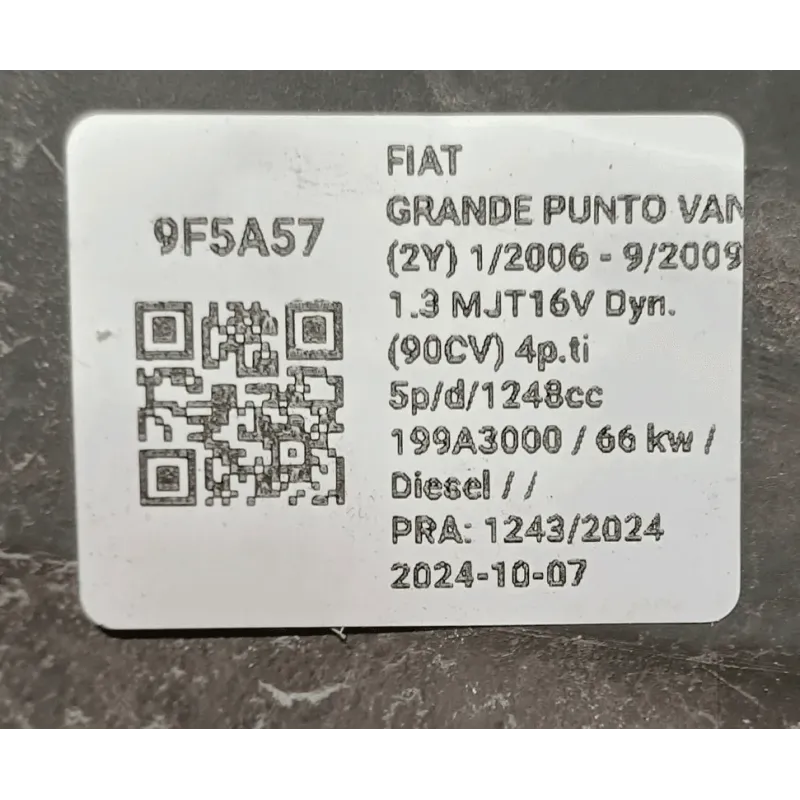 9F5A57
FIAT
GRANDE PUNTO VAN
(2Y) 1/2006 - 9/2009
1.3 MJT16V Dyn.
(90CV) 4p.ti
5p/d/1248cc
199A3000 / 66 kw /
Diesel / /
PRA: 1243/2024
2024-10-07